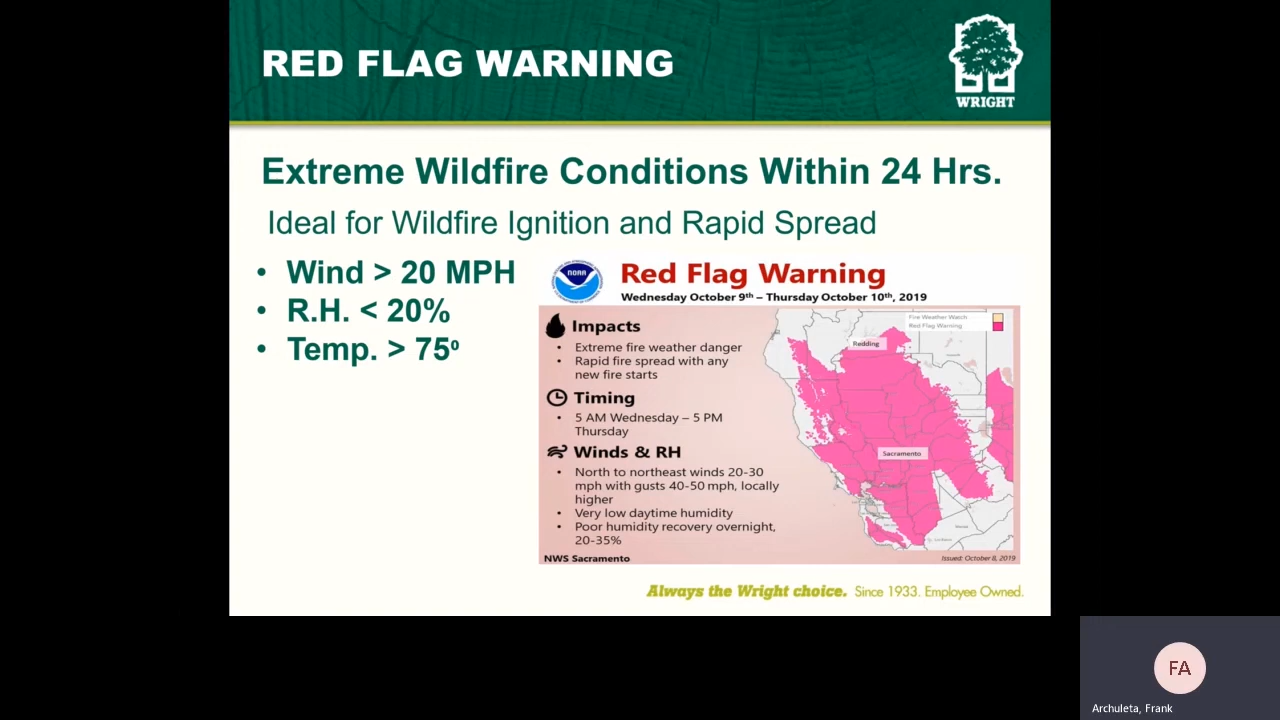 RED FLAG WARNING
WRIGHT
Extreme Wildfire Conditions Within 24 Hrs.
Ideal for Wildfire Ignition and Rapid Spread
• Wind > 20 MPH
• R.H. < 20%
• Temp. > 75º
NOAA
Red Flag Warning
Wednesday October 9th – Thursday October 10th, 2019
Impacts
• Extreme fire weather danger
• Rapid fire spread with any
new fire starts
Timing
• 5 AM Wednesday – 5 PM
Thursday
Winds & RH
• North to northeast winds 20-30
mph with gusts 40-50 mph, locally
higher
• Very low daytime humidity
• Poor humidity recovery overnight,
20-35%
NWS Sacramento
Fire Weather Watch
Red Flag Warning
Redding
Sacramento
Issued: October 8, 2019
Always the Wright choice. Since 1933. Employee Owned.
FA
Archuleta, Frank